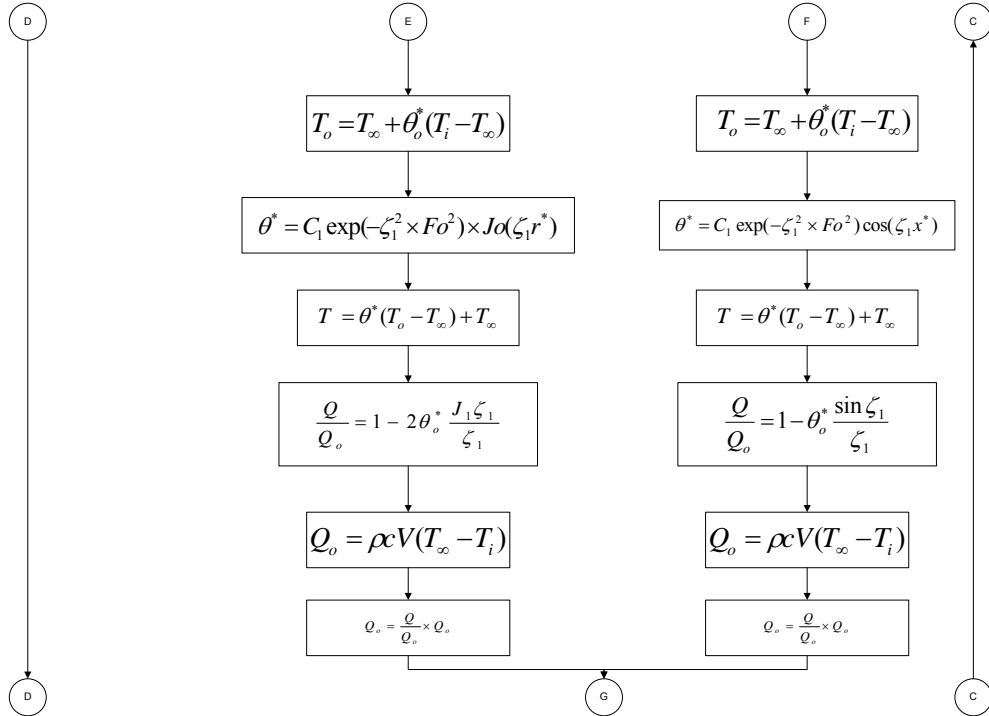 D
E
F
C
T_o = T_∞ + θ_o^*(T_i − T_∞)
T_o = T_∞ + θ_o^*(T_i − T_∞)
θ^* = C_1 exp(−ζ_1^2 × Fo^2) × Jo(ζ_1 r^*)
θ^* = C_1 exp(−ζ_1^2 × Fo^2) cos(ζ_1 x^*)
T = θ^*(T_o − T_∞) + T_∞
T = θ^*(T_o − T_∞) + T_∞
Q/Q_o = 1 − 2θ_o^* J_1 ζ_1/ζ_1
Q/Q_o = 1 − θ_o^* sin ζ_1/ζ_1
Q_o = ρcV(T_∞ − T_i)
Q_o = ρcV(T_∞ − T_i)
Q_o = Q/Q_o × Q_o
Q_o = Q/Q_o × Q_o
D
G
C